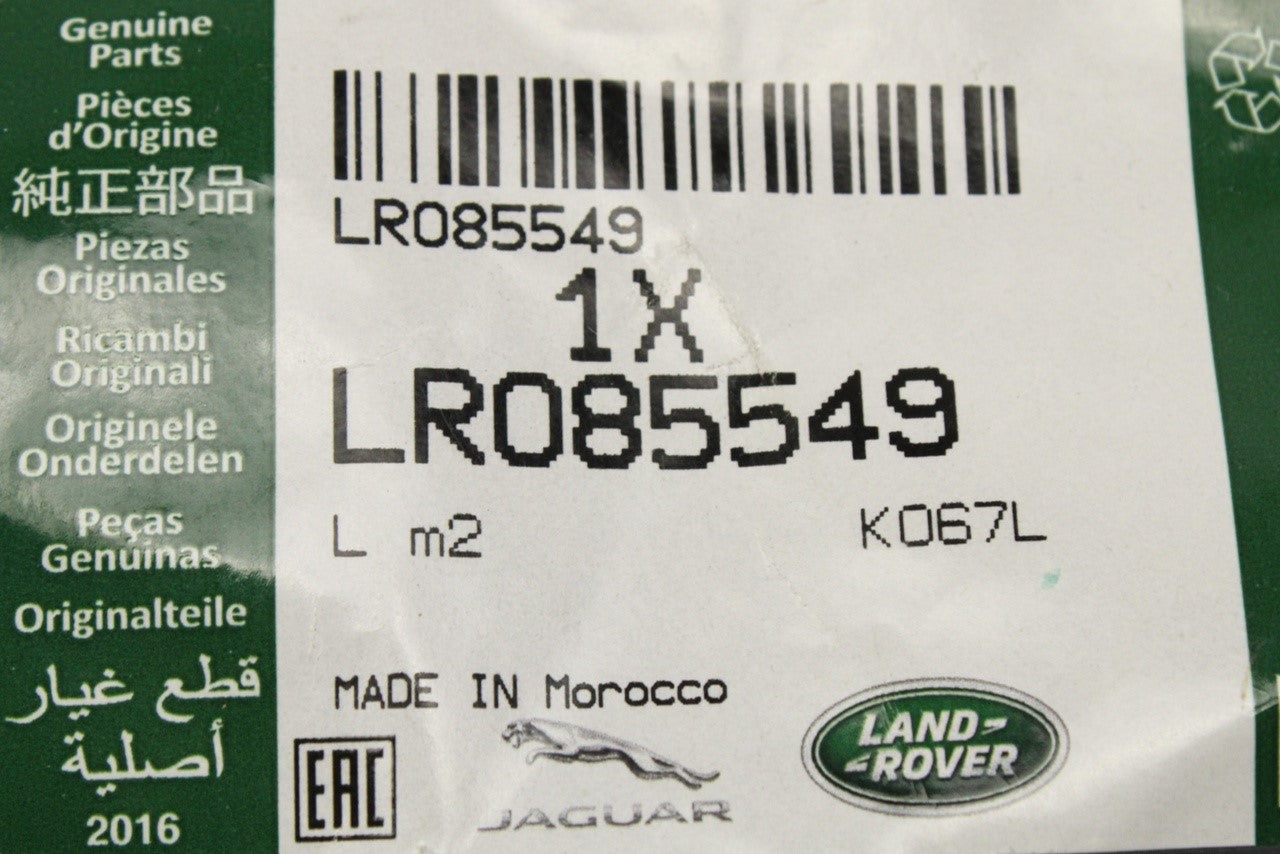 Genuine
Parts
Pièces
d'Origine
純正部品
Piezas
Originales
Ricambi
Originali
Originele
Onderdelen
Peças
Genuinas
Originalteile
قطع غيار
أصلية
2016
LR085549
1X
LR085549
L m2 K067L
MADE IN Morocco
EAC
JAGUAR
LAND
ROVER